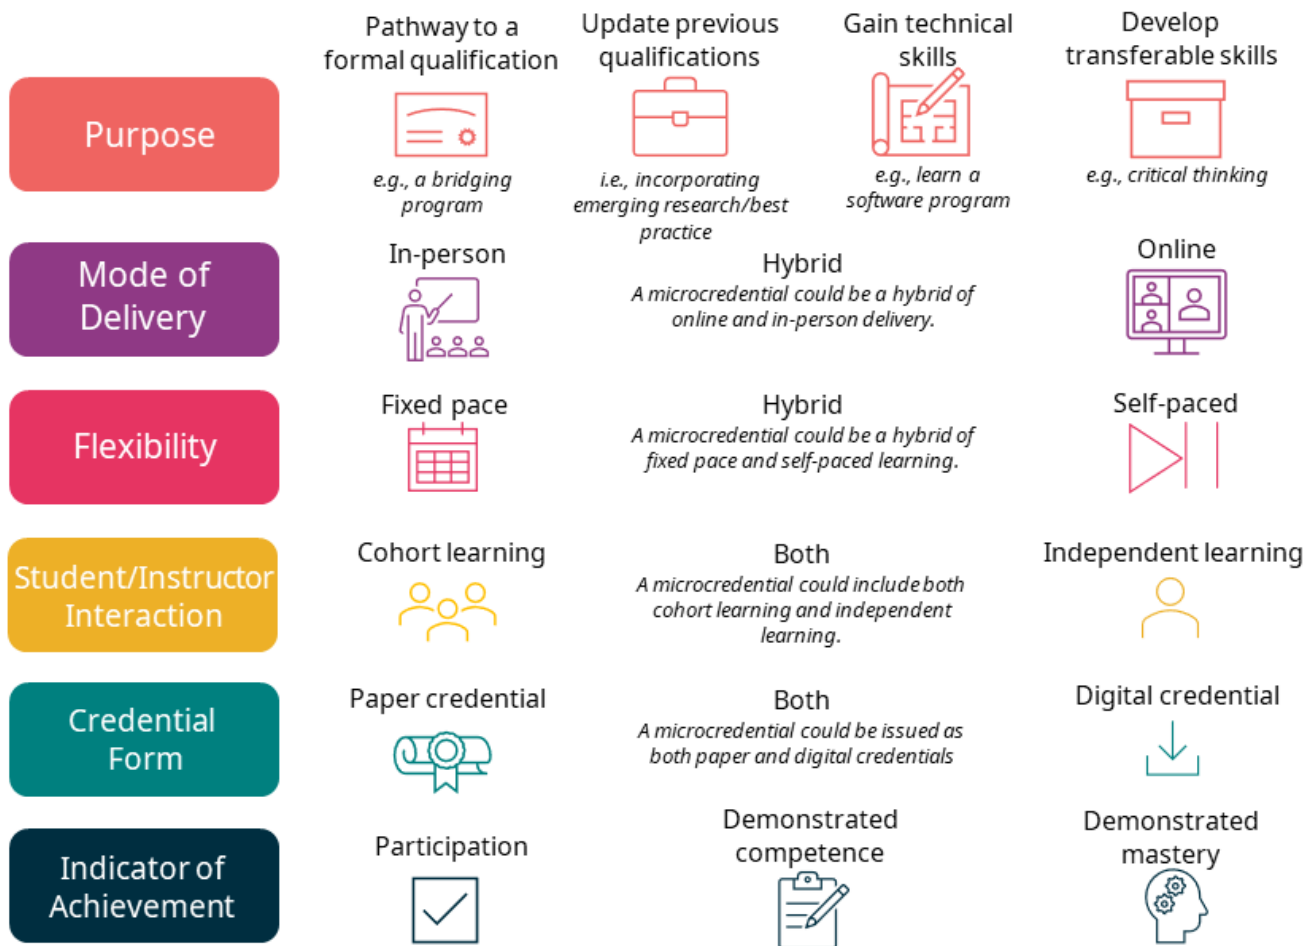 Purpose
Pathway to a
formal qualification
e.g., a bridging
program
Update previous
qualifications
i.e., incorporating
emerging research/best
practice
Gain technical
skills
e.g., learn a
software program
Develop
transferable skills
e.g., critical thinking
Mode of
Delivery
In-person
Hybrid
A microcredential could be a hybrid of
online and in-person delivery.
Online
Flexibility
Fixed pace
Hybrid
A microcredential could be a hybrid of
fixed pace and self-paced learning.
Self-paced
Student/Instructor
Interaction
Cohort learning
Both
A microcredential could include both
cohort learning and independent
learning.
Independent learning
Credential
Form
Paper credential
Both
A microcredential could be issued as
both paper and digital credentials
Digital credential
Indicator of
Achievement
Participation
Demonstrated
competence
Demonstrated
mastery